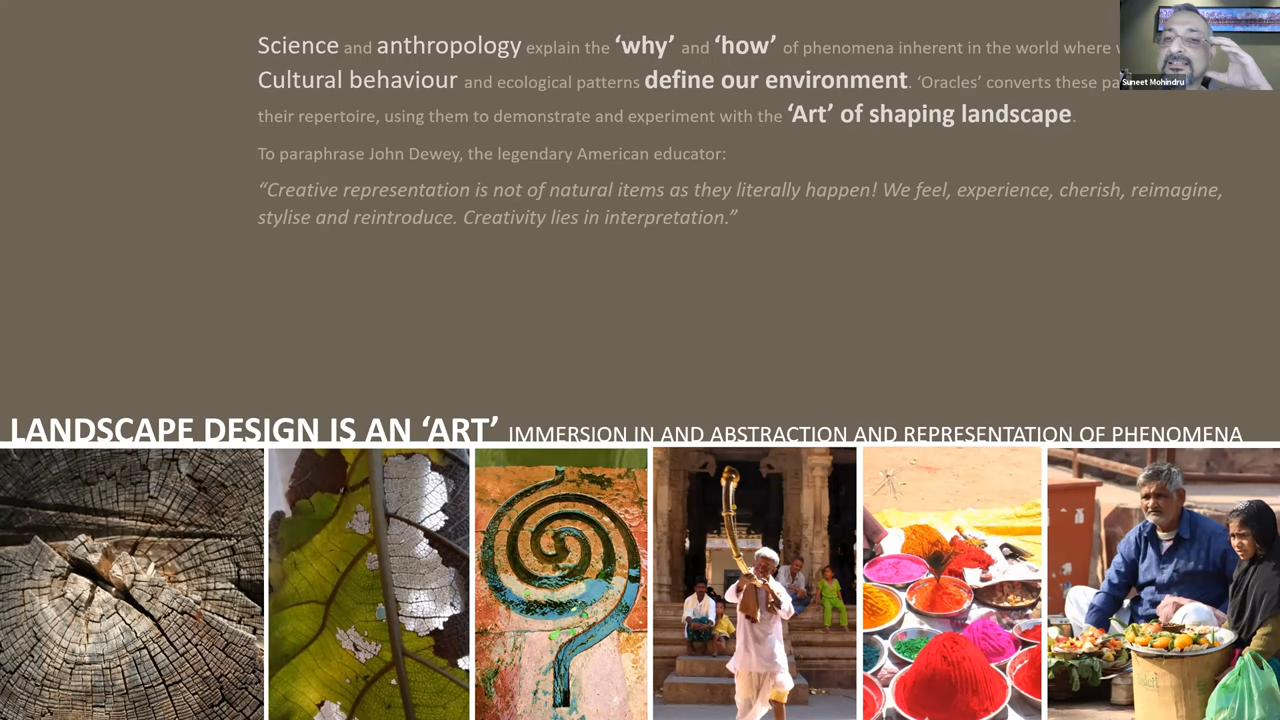 Science and anthropology explain the ‘why’ and ‘how’ of phenomena inherent in the world where
Cultural behaviour and ecological patterns define our environment. ‘Oracles’ converts these
their repertoire, using them to demonstrate and experiment with the ‘Art’ of shaping landscape.
To paraphrase John Dewey, the legendary American educator:
“Creative representation is not of natural items as they literally happen! We feel, experience, cherish, reimagine,
stylise and reintroduce. Creativity lies in interpretation.”
Suneet Mohindru
LANDSCAPE DESIGN IS AN ‘ART’ IMMERSION IN AND ABSTRACTION AND REPRESENTATION OF PHENOMENA